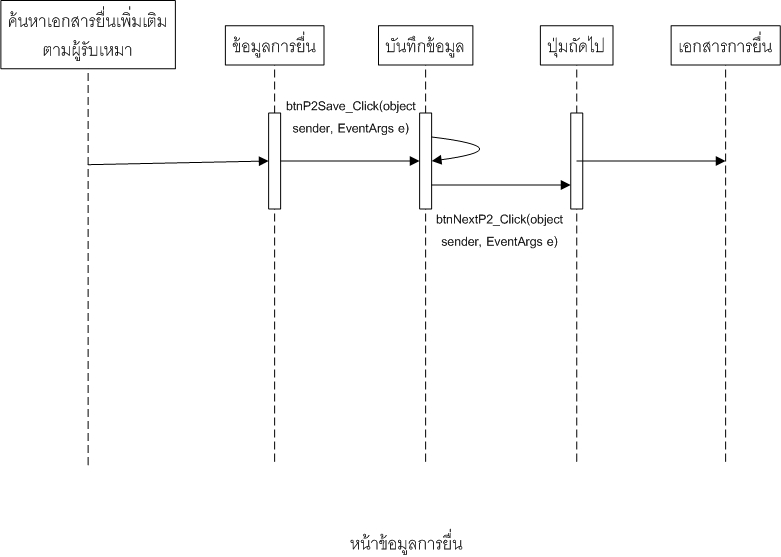 ค้นหาเอกสารยื่นเพิ่มเติม
ตามผู้รับเหมา
ข้อมูลการยื่น
บันทึกข้อมูล
ปุ่มถัดไป
เอกสารการยื่น
btnP2Save_Click(object
sender, EventArgs e)
btnNextP2_Click(object
sender, EventArgs e)
หน้าข้อมูลการยื่น